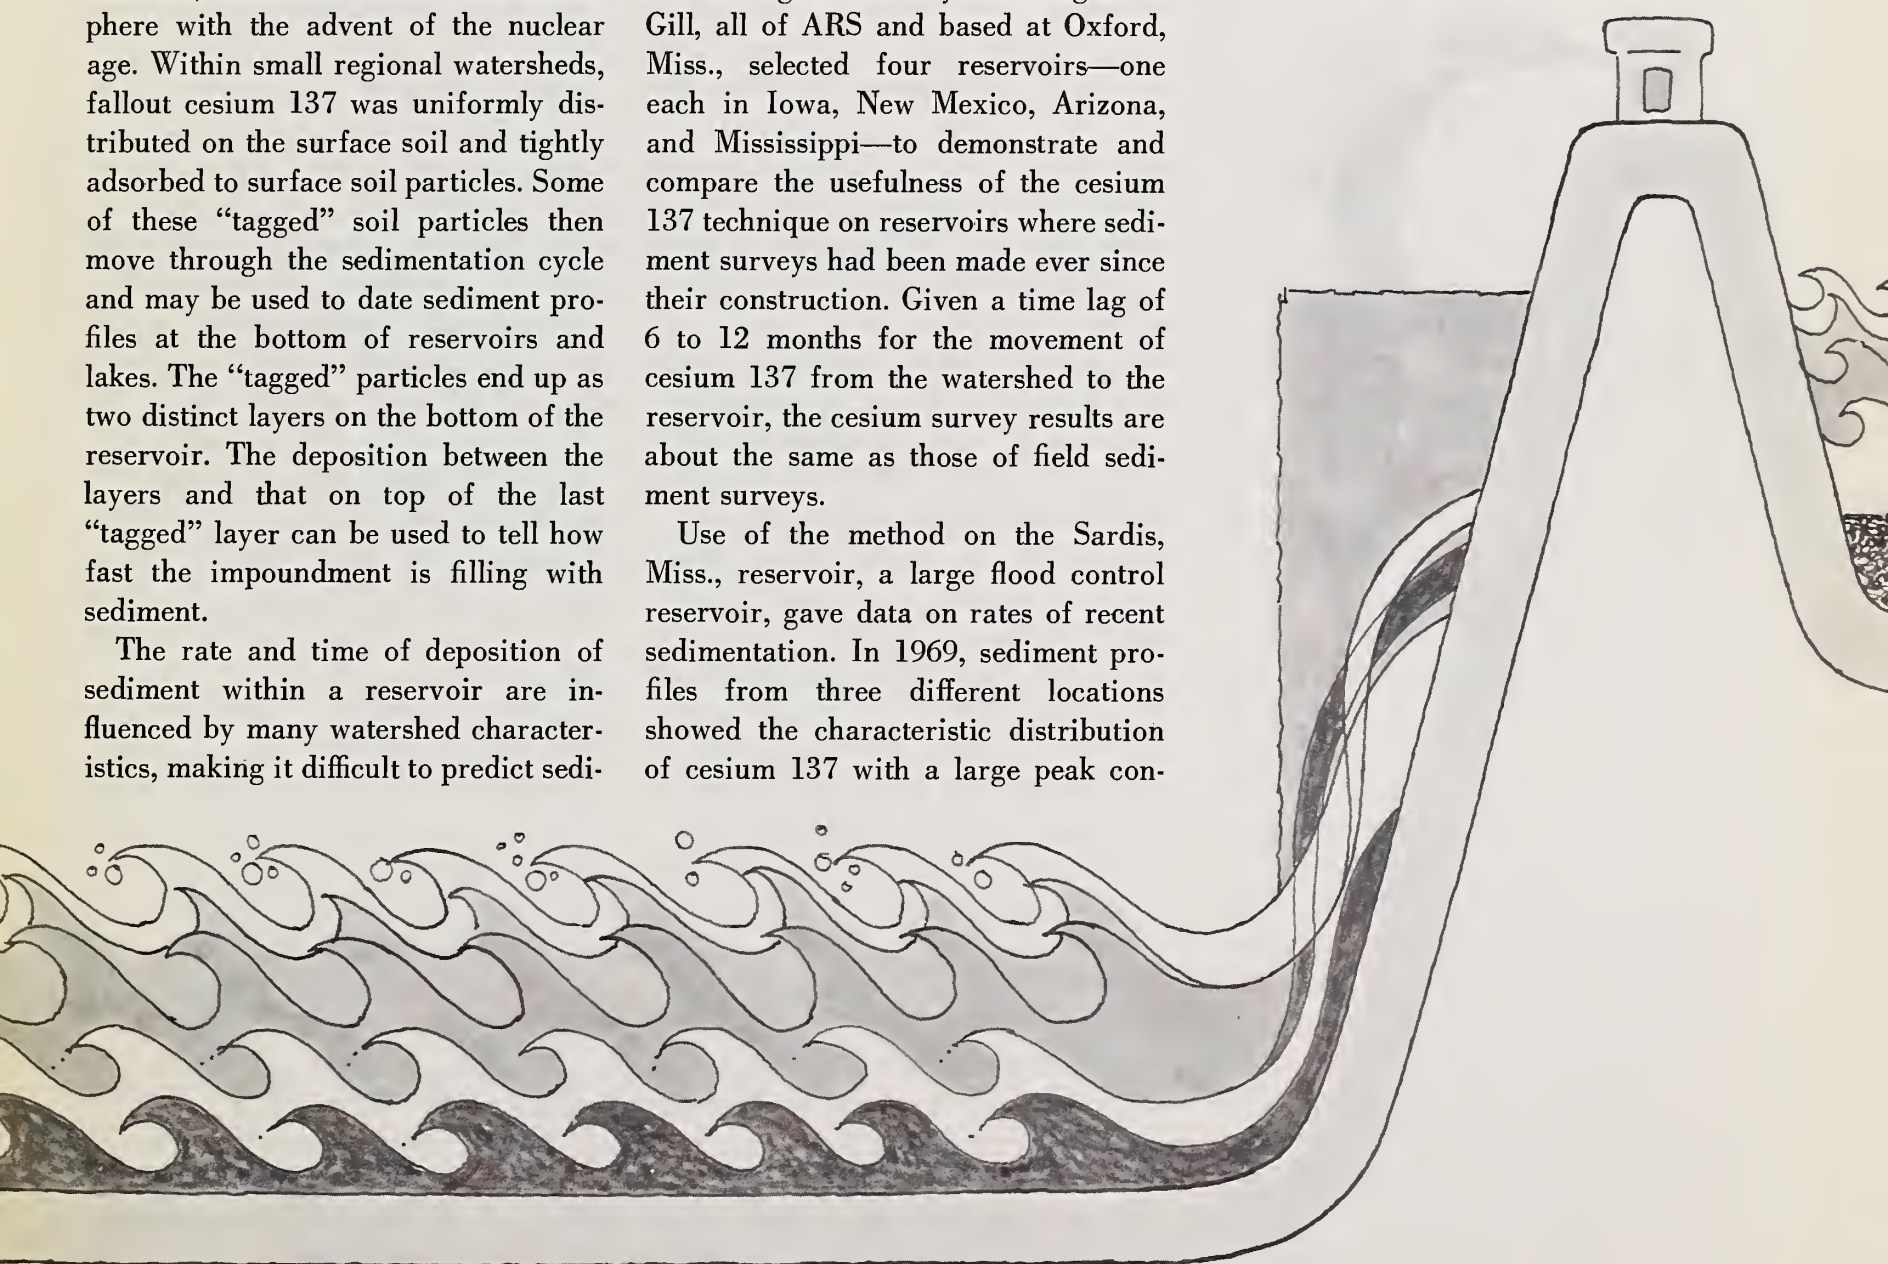 phere with the advent of the nuclear
age. Within small regional watersheds,
fallout cesium 137 was uniformly dis-
tributed on the surface soil and tightly
adsorbed to surface soil particles. Some
of these “tagged” soil particles then
move through the sedimentation cycle
and may be used to date sediment pro-
files at the bottom of reservoirs and
lakes. The “tagged” particles end up as
two distinct layers on the bottom of the
reservoir. The deposition between the
layers and that on top of the last
“tagged” layer can be used to tell how
fast the impoundment is filling with
sediment.
The rate and time of deposition of
sediment within a reservoir are in-
fluenced by many watershed character-
istics, making it difficult to predict sedi-
Gill, all of ARS and based at Oxford,
Miss., selected four reservoirs—one
each in Iowa, New Mexico, Arizona,
and Mississippi—to demonstrate and
compare the usefulness of the cesium
137 technique on reservoirs where sedi-
ment surveys had been made ever since
their construction. Given a time lag of
6 to 12 months for the movement of
cesium 137 from the watershed to the
reservoir, the cesium survey results are
about the same as those of field sedi-
ment surveys.
Use of the method on the Sardis,
Miss., reservoir, a large flood control
reservoir, gave data on rates of recent
sedimentation. In 1969, sediment pro-
files from three different locations
showed the characteristic distribution
of cesium 137 with a large peak con-